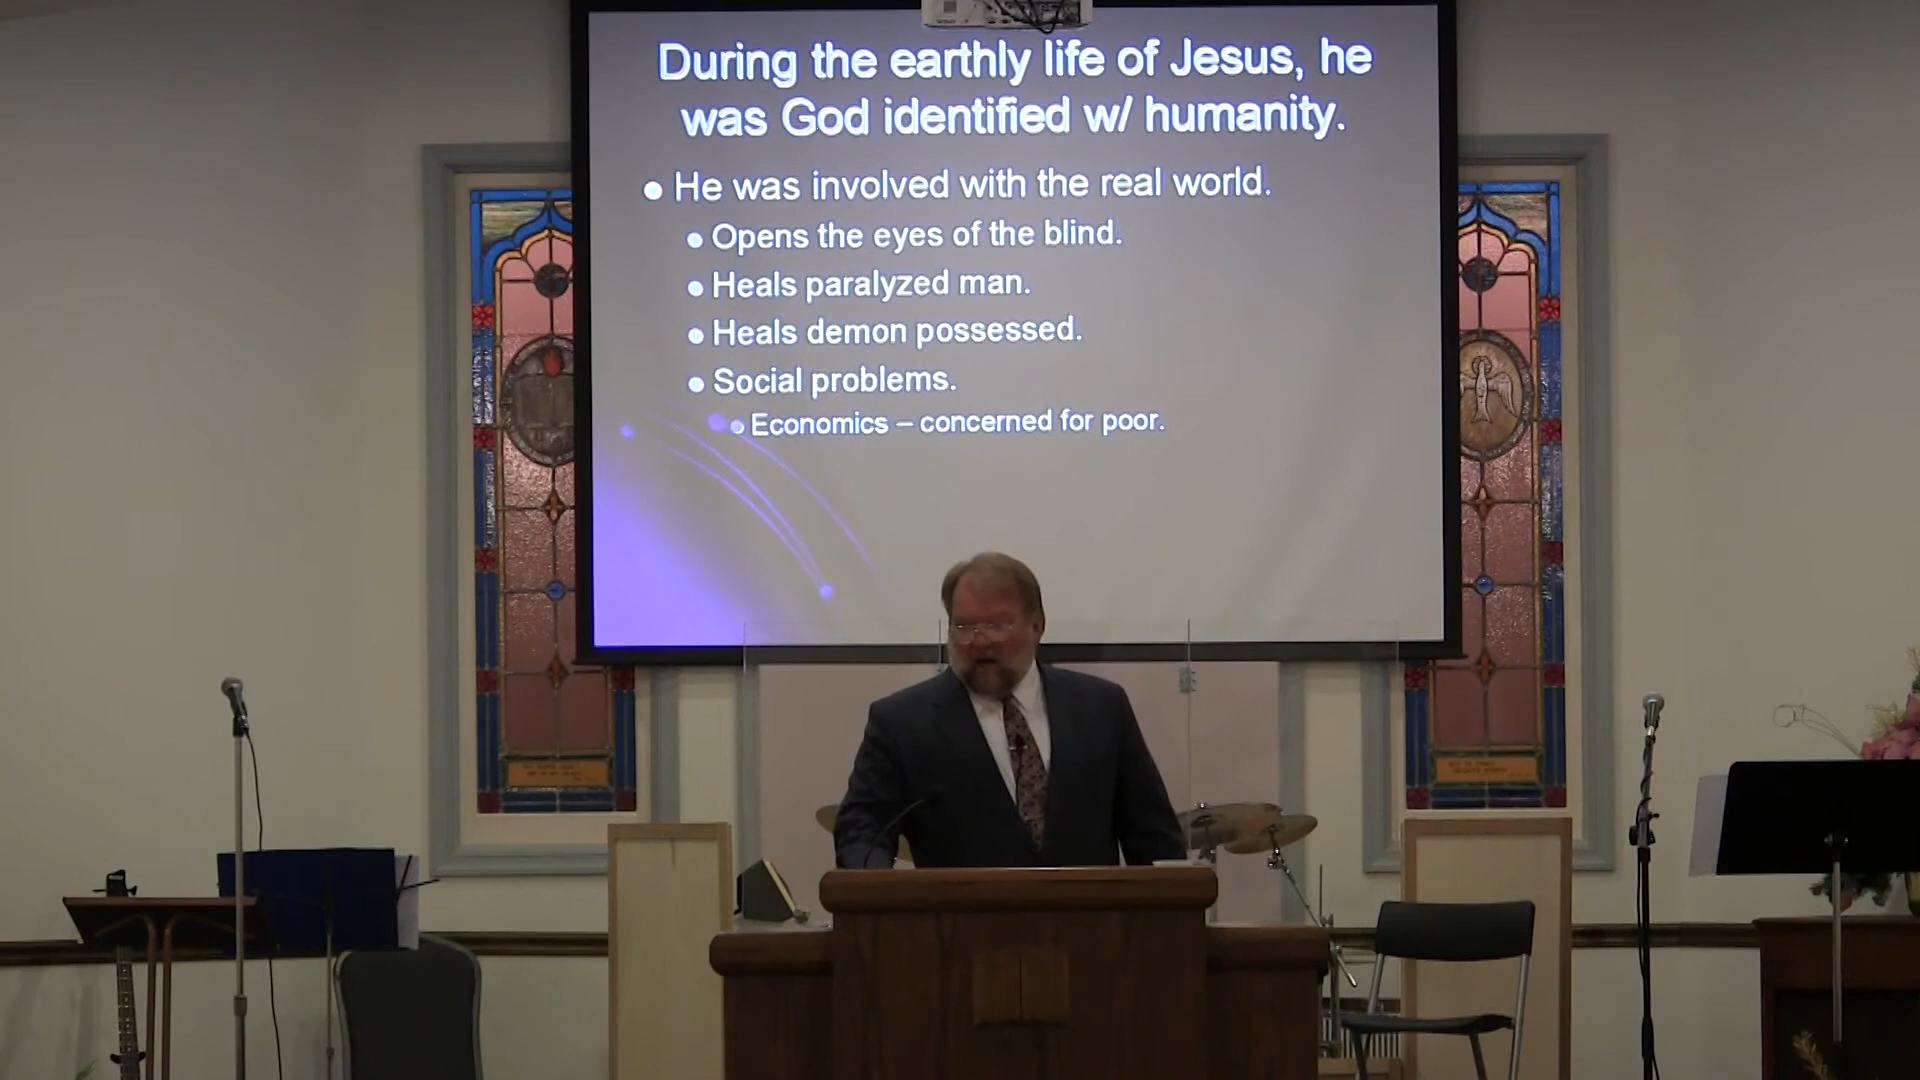 During the earthly life of Jesus, he
was God identified w/ humanity.
● He was involved with the real world.
● Opens the eyes of the blind.
● Heals paralyzed man.
● Heals demon possessed.
● Social problems.
● Economics – concerned for poor.